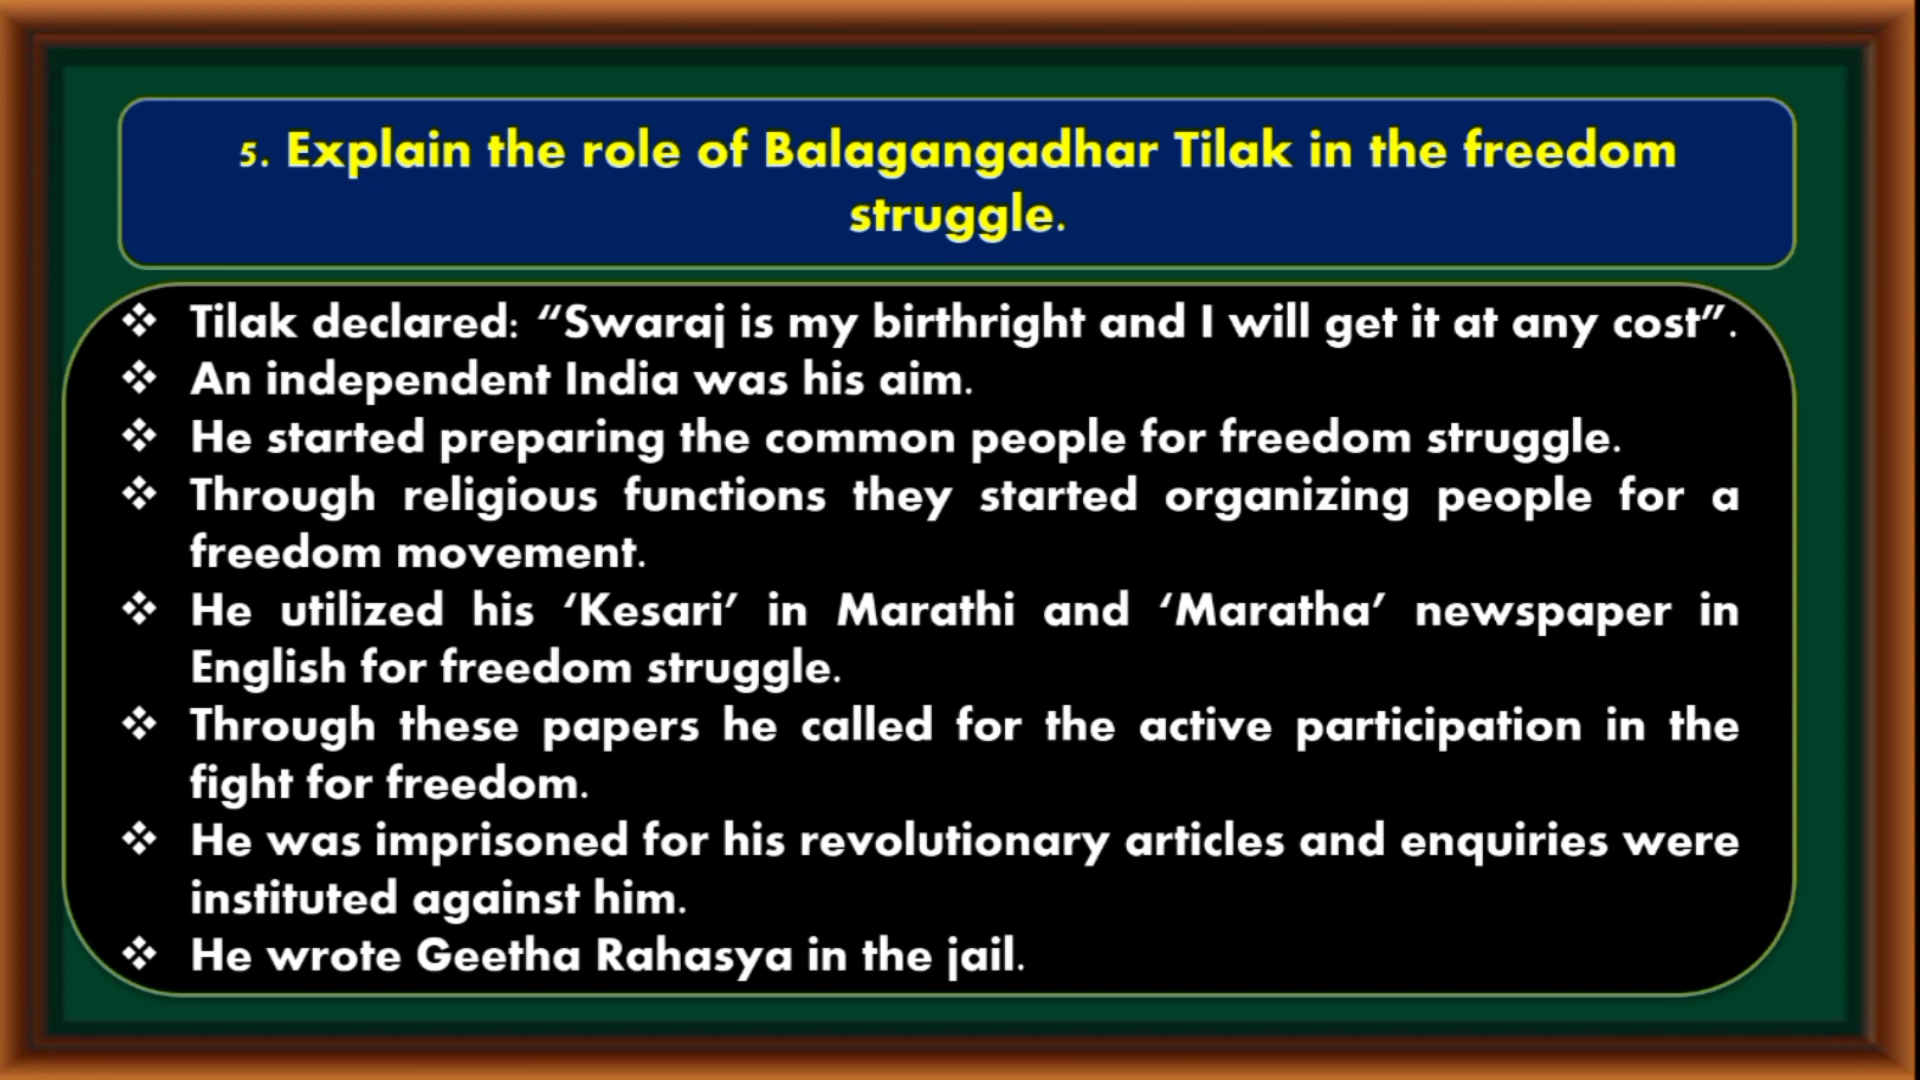 5. Explain the role of Balagangadhar Tilak in the freedom
struggle.
❖ Tilak declared: “Swaraj is my birthright and I will get it at any cost”.
❖ An independent India was his aim.
❖ He started preparing the common people for freedom struggle.
❖ Through religious functions they started organizing people for a
freedom movement.
❖ He utilized his ‘Kesari’ in Marathi and ‘Maratha’ newspaper in
English for freedom struggle.
❖ Through these papers he called for the active participation in the
fight for freedom.
❖ He was imprisoned for his revolutionary articles and enquiries were
instituted against him.
❖ He wrote Geetha Rahasya in the jail.